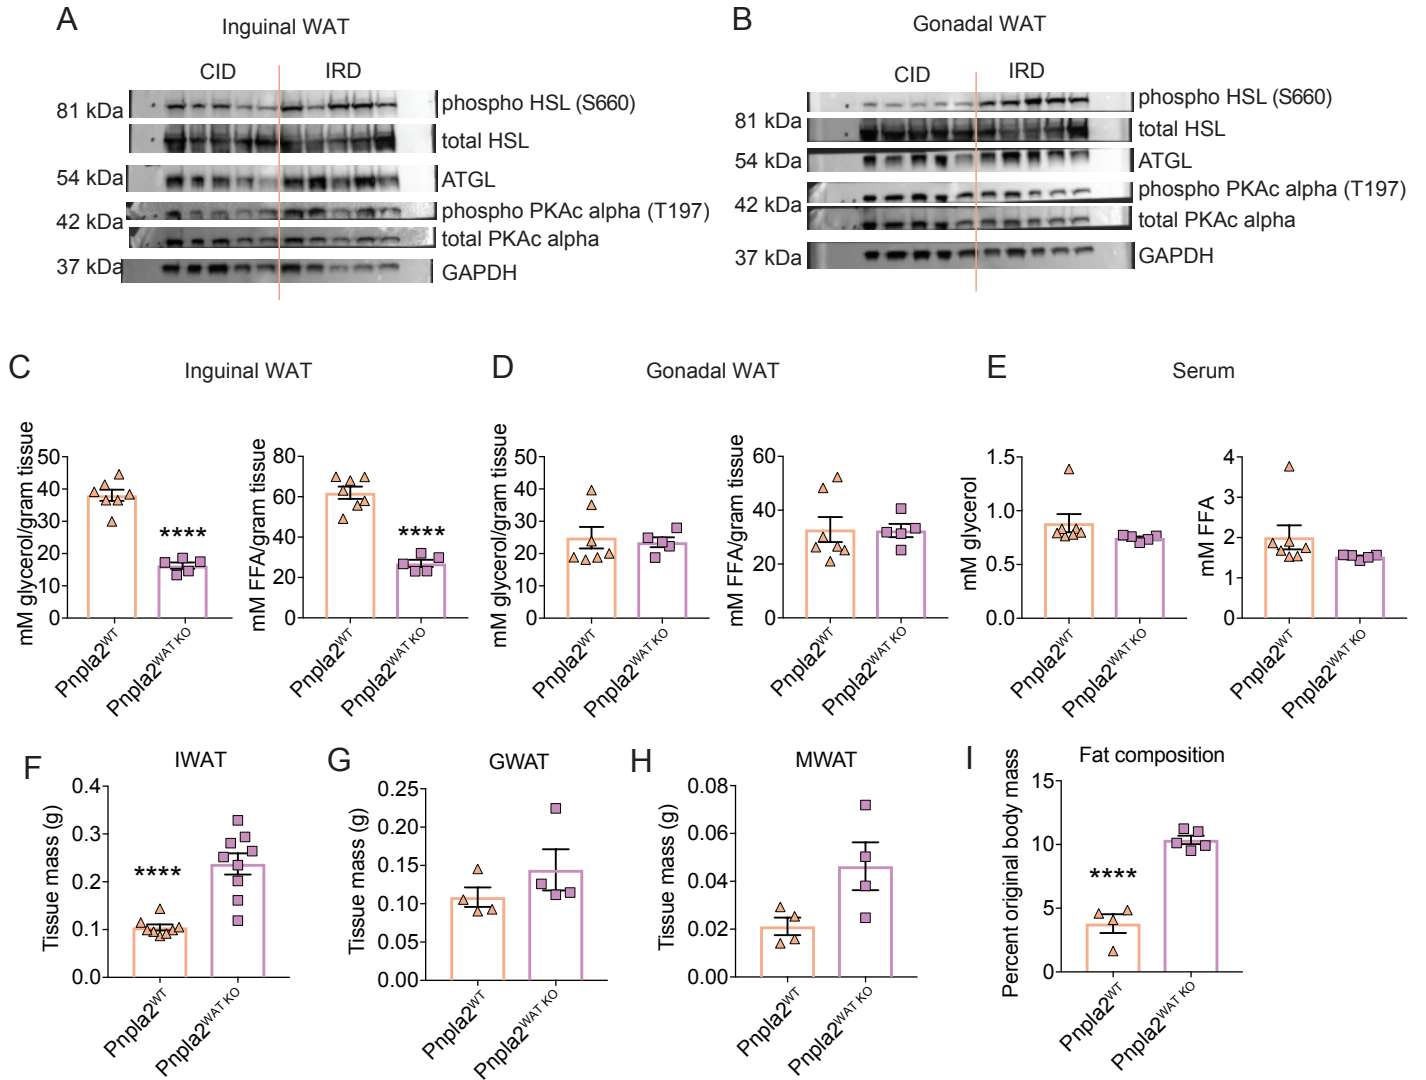 A
Inguinal WAT
CID
IRD
81 kDa
54 kDa
42 kDa
37 kDa
phospho HSL (S660)
total HSL
ATGL
phospho PKAc alpha (T197)
total PKAc alpha
GAPDH
B
Gonadal WAT
CID
IRD
81 kDa
54 kDa
42 kDa
37 kDa
phospho HSL (S660)
total HSL
ATGL
phospho PKAc alpha (T197)
total PKAc alpha
GAPDH
C
Inguinal WAT
mM glycerol/gram tissue
50
40
30
20
10
0
****
Pnpla2WT
Pnpla2WAT KO
mM FFA/gram tissue
80
60
40
20
0
****
Pnpla2WT
Pnpla2WAT KO
D
Gonadal WAT
mM glycerol/gram tissue
50
40
30
20
10
0
Pnpla2WT
Pnpla2WAT KO
mM FFA/gram tissue
60
40
20
0
Pnpla2WT
Pnpla2WAT KO
E
Serum
mM glycerol
1.5
1.0
0.5
0.0
Pnpla2WT
Pnpla2WAT KO
mM FFA
4
3
2
1
0
Pnpla2WT
Pnpla2WAT KO
F
IWAT
Tissue mass (g)
0.4
0.3
0.2
0.1
0.0
****
Pnpla2WT
Pnpla2WAT KO
G
GWAT
Tissue mass (g)
0.25
0.20
0.15
0.10
0.05
0.00
Pnpla2WT
Pnpla2WAT KO
H
MWAT
Tissue mass (g)
0.08
0.06
0.04
0.02
0.00
Pnpla2WT
Pnpla2WAT KO
I
Fat composition
Percent original body mass
15
10
5
0
****
Pnpla2WT
Pnpla2WAT KO